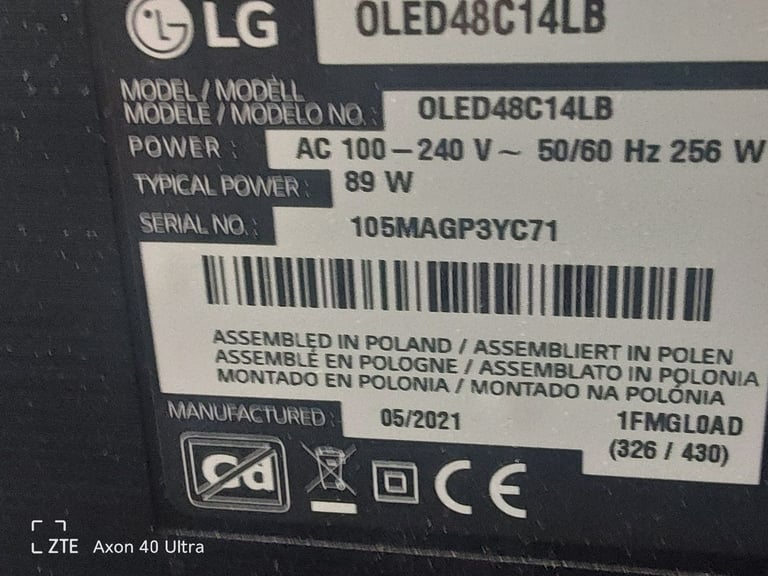 LG OLED48C14LB
MODEL / MODÈLL
MODÈLE / MODELO NO. : OLED48C14LB
POWER : AC 100–240 V~ 50/60 Hz 256 W
TYPICAL POWER : 89 W
SERIAL NO. : 105MAGP3YC71
ASSEMBLED IN POLAND / ASSEMBLIERT IN POLEN
ASSEMBLÉ EN POLOGNE / ASSEMBLATO IN POLONIA
MONTADO EN POLONIA / MONTADO NA POLÓNIA
MANUFACTURED : 05/2021 1FMGL0AD
(326 / 430)
Cd
CE
ZTE Axon 40 Ultra